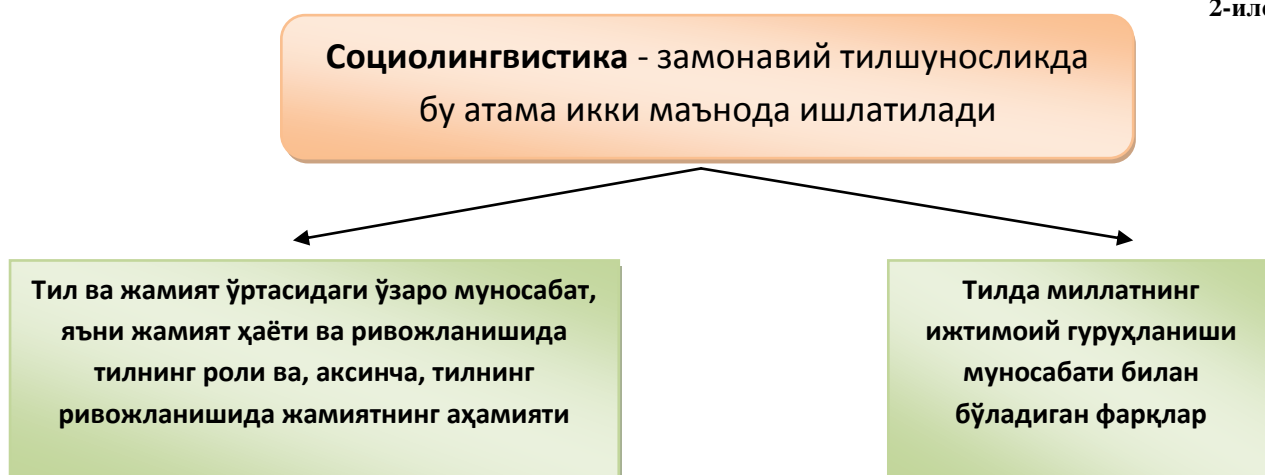 Социолингвистика - замонавий тилшуносликда
бу атама икки маънода ишлатилади
Тил ва жамият ўртасидаги ўзаро муносабат,
яъни жамият ҳаёти ва ривожланишида
тилнинг роли ва, аксинча, тилнинг
ривожланишида жамиятнинг аҳамияти
Тилда миллатнинг
ижтимоий гуруҳланиши
муносабати билан
бўладиган фарқлар